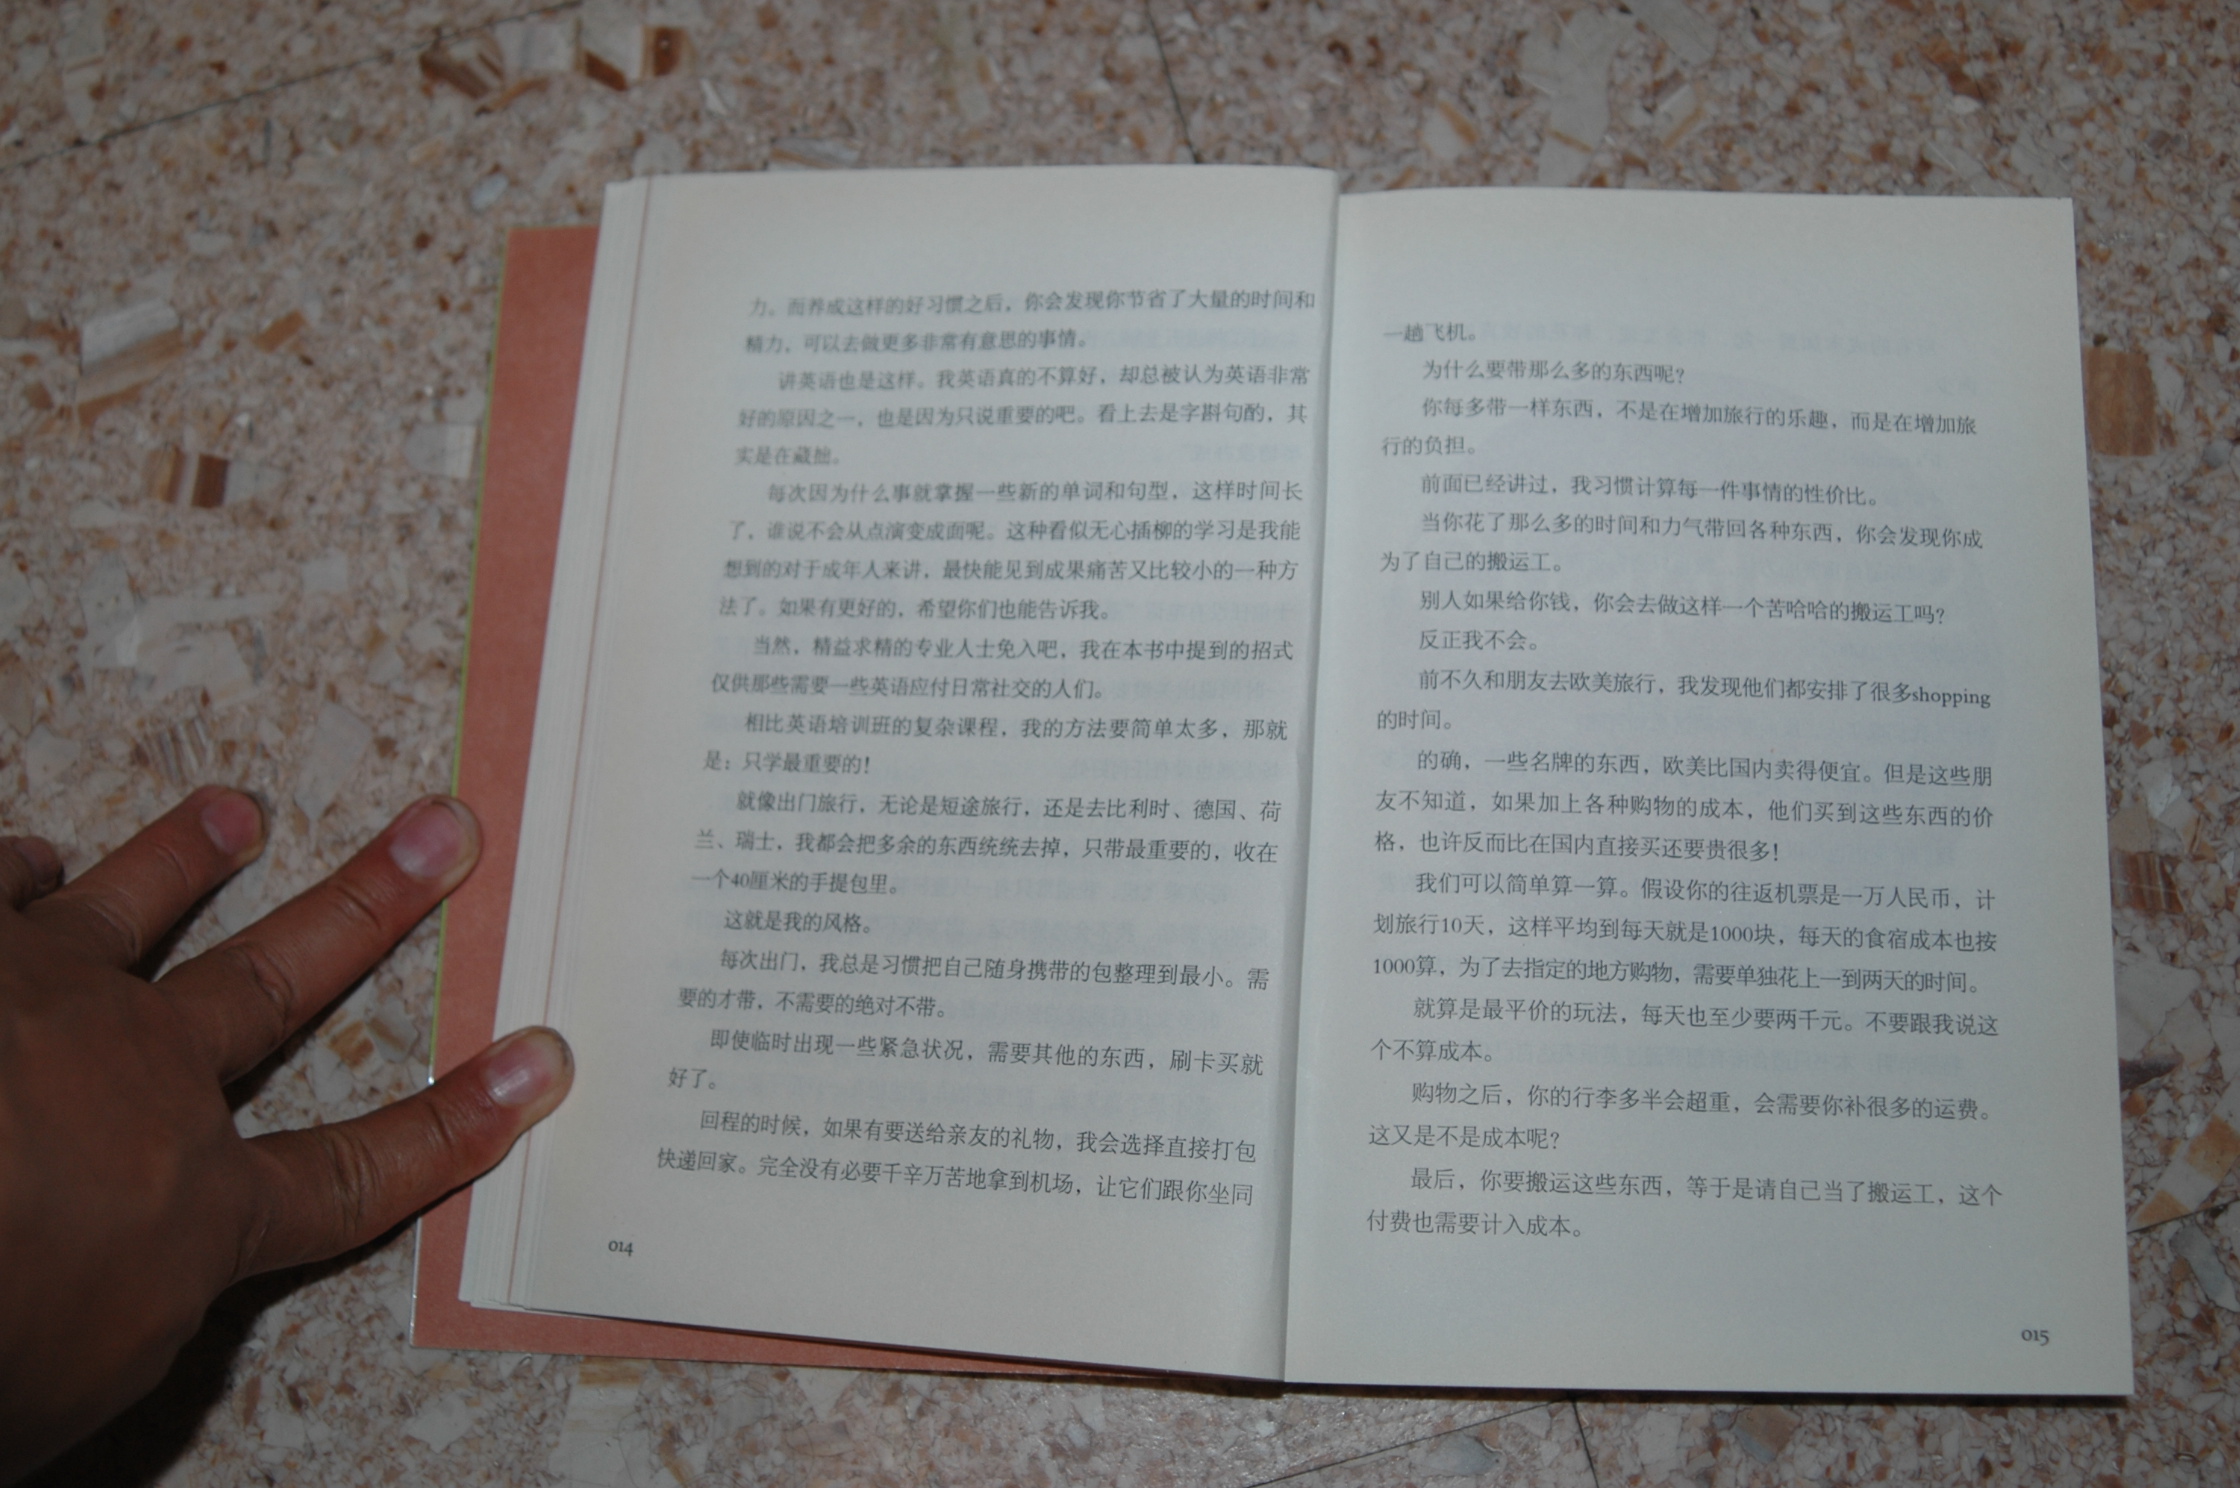 力。而养成这样的好习惯之后，你会发现你节省了大量的时间和
精力，可以去做更多非常有意思的事情。
讲英语也是这样。我英语真的不算好，却总被认为英语非常
好的原因之一，也是因为只说重要的吧。看上去是字斟句酌，其
实是在藏拙。
每次因为什么事就掌握一些新的单词和句型，这样时间长
了，谁说不会从点演变成面呢。这种看似无心插柳的学习是我能
想到的对于成年人来讲，最快能见到成果痛苦又比较小的一种方
法了。如果有更好的，希望你们也能告诉我。
当然，精益求精的专业人士免入吧，我在本书中提到的招式
仅供那些需要一些英语应付日常社交的人们。
相比英语培训班的复杂课程，我的方法要简单太多，那就
是：只学最重要的！
就像出门旅行，无论是短途旅行，还是去比利时、德国、荷
兰、瑞士，我都会把多余的东西统统去掉，只带最重要的，收在
一个40厘米的手提包里。
这就是我的风格。
每次出门，我总是习惯把自己随身携带的包整理到最小。需
要的才带，不需要的绝对不带。
即使临时出现一些紧急状况，需要其他的东西，刷卡买就
好了。
回程的时候，如果有要送给亲友的礼物，我会选择直接打包
快递回家。完全没有必要千辛万苦地拿到机场，让它们跟你坐同
014
一趟飞机。
为什么要带那么多的东西呢？
你每多带一样东西，不是在增加旅行的乐趣，而是在增加旅
行的负担。
前面已经讲过，我习惯计算每一件事情的性价比。
当你花了那么多的时间和力气带回各种东西，你会发现你成
为了自己的搬运工。
别人如果给你钱，你会去做这样一个苦哈哈的搬运工吗？
反正我不会。
前不久和朋友去欧美旅行，我发现他们都安排了很多shopping
的时间。
的确，一些名牌的东西，欧美比国内卖得便宜。但是这些朋
友不知道，如果加上各种购物的成本，他们买到这些东西的价
格，也许反而比在国内直接买还要贵很多！
我们可以简单算一算。假设你的往返机票是一万人民币，计
划旅行10天，这样平均到每天就是1000块，每天的食宿成本也按
1000算，为了去指定的地方购物，需要单独花上一到两天的时间。
就算是最平价的玩法，每天也至少要两千元。不要跟我说这
个不算成本。
购物之后，你的行李多半会超重，会需要你补很多的运费。
这又是不是成本呢？
最后，你要搬运这些东西，等于是请自己当了搬运工，这个
付费也需要计入成本。
015